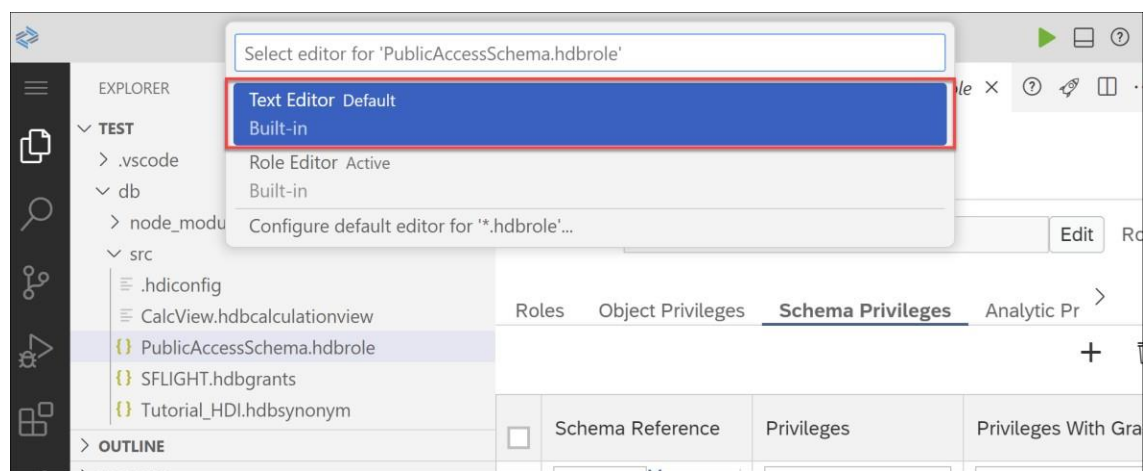 Select editor for 'PublicAccessSchema.hdbrole'
Text Editor Default
Built-in
Role Editor Active
Built-in
Configure default editor for '*.hdbrole'...
EXPLORER
TEST
.vscode
db
node_modu
src
.hdiconfig
CalcView.hdbcalculationview
PublicAccessSchema.hdbrole
SFLIGHT.hdbgrants
Tutorial_HDI.hdbsynonym
OUTLINE
Edit
Roles Object Privileges Schema Privileges Analytic Pr
Schema Reference Privileges Privileges With Gra